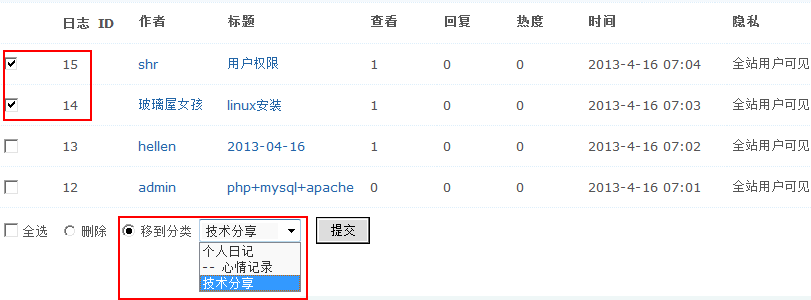 日志 ID 作者 标题 查看 回复 热度 时间 隐私
15 shr 用户权限 1 0 0 2013-4-16 07:04 全站用户可见
14 玻璃屋女孩 linux安装 1 0 0 2013-4-16 07:03 全站用户可见
13 hellen 2013-04-16 1 0 0 2013-4-16 07:02 全站用户可见
12 admin php+mysql+apache 0 0 0 2013-4-16 07:01 全站用户可见
全选 删除 移到分类 技术分享 提交
个人日记
-- 心情记录
技术分享